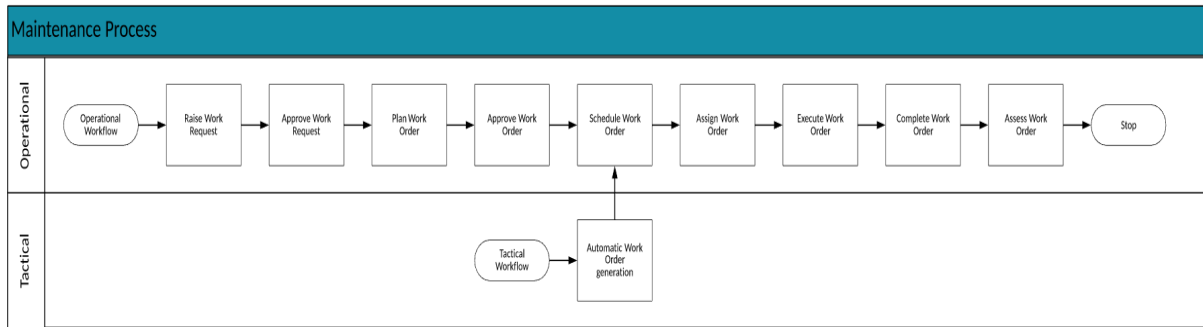 Maintenance Process
Operational
Operational
Workflow
Raise Work
Request
Approve Work
Request
Plan Work
Order
Approve Work
Order
Schedule Work
Order
Assign Work
Order
Execute Work
Order
Complete Work
Order
Assess Work
Order
Stop
Tactical
Tactical
Workflow
Automatic Work
Order
generation